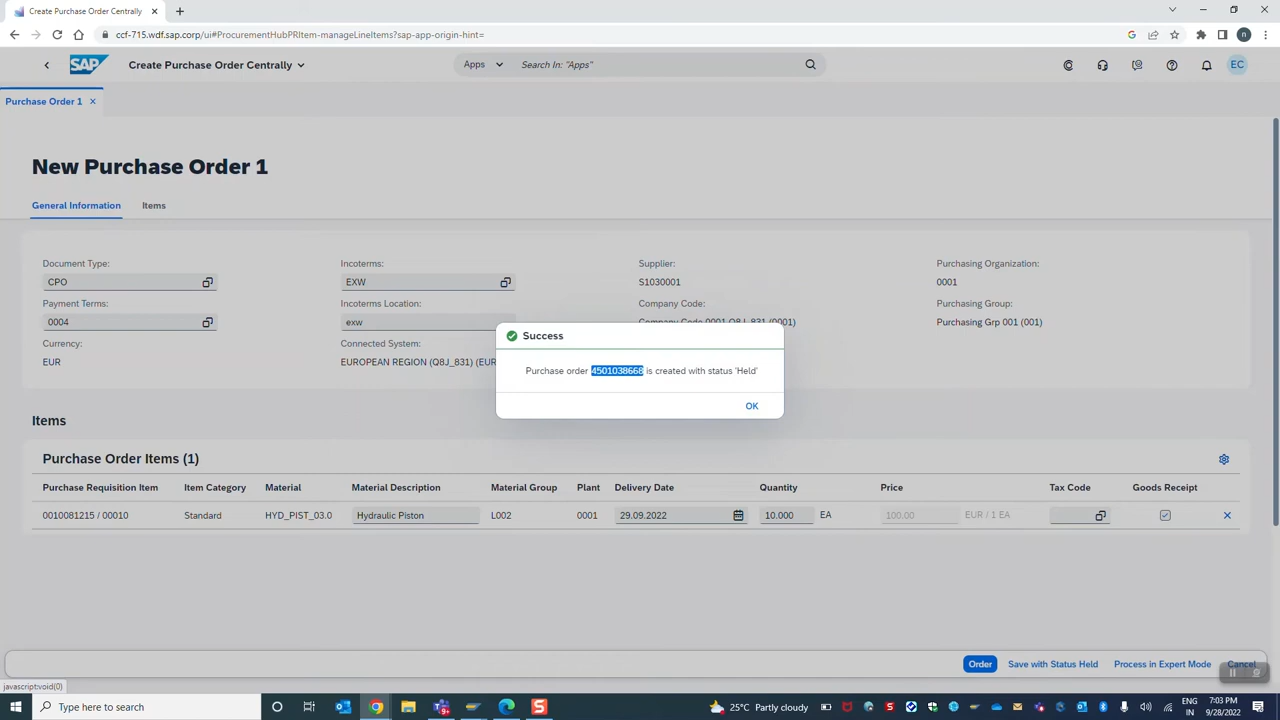 Create Purchase Order Centrally
ccf-715.wdf.sap.corp/ui#ProcurementHubPRItem-manageLineItems?sap-app-origin-hint=
SAP Create Purchase Order Centrally Apps Search In: "Apps" EC
Purchase Order 1
New Purchase Order 1
General Information Items
Document Type: Incoterms: Supplier: Purchasing Organization:
CPO EXW S1030001 0001
Payment Terms: Incoterms Location: Company Code: Purchasing Group:
0004 exw Company Code 0001 Q8J_831 (0001) Purchasing Grp 001 (001)
Currency: Connected System:
EUR EUROPEAN REGION (Q8J_831) (EUR
Success
Purchase order 4501038668 is created with status 'Held'
OK
Items
Purchase Order Items (1)
Purchase Requisition Item Item Category Material Material Description Material Group Plant Delivery Date Quantity Price Tax Code Goods Receipt
0010081215 / 00010 Standard HYD_PIST_03.0 Hydraulic Piston L002 0001 29.09.2022 10.000 EA 100.00 EUR / 1 EA
Order Save with Status Held Process in Expert Mode Cancel
javascript:void(0)
Type here to search 25°C Partly cloudy ENG 7:03 PM
IN 9/28/2022